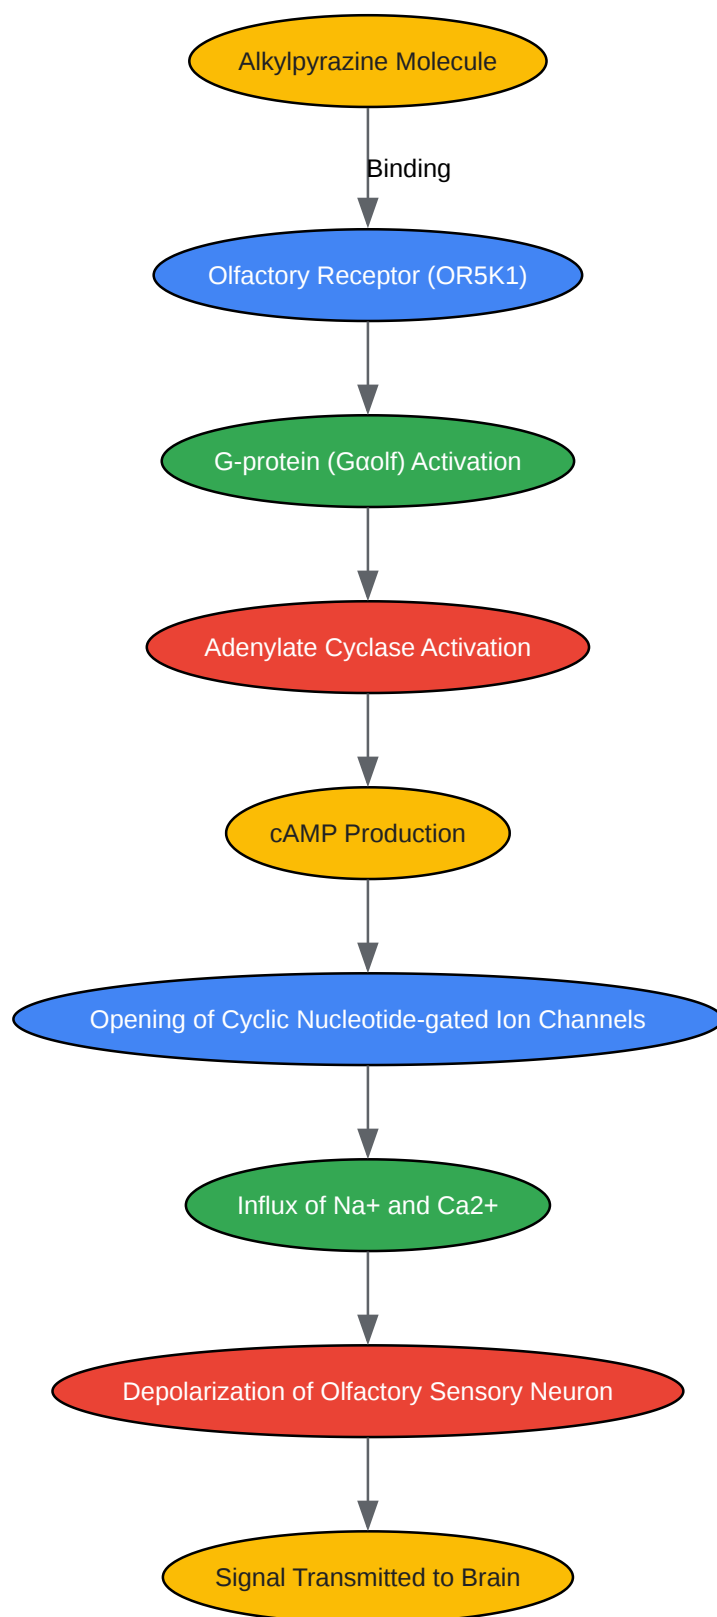 Alkylpyrazine Molecule
Binding
Olfactory Receptor (OR5K1)
G-protein (Gαolf) Activation
Adenylate Cyclase Activation
cAMP Production
Opening of Cyclic Nucleotide-gated Ion Channels
Influx of Na+ and Ca2+
Depolarization of Olfactory Sensory Neuron
Signal Transmitted to Brain